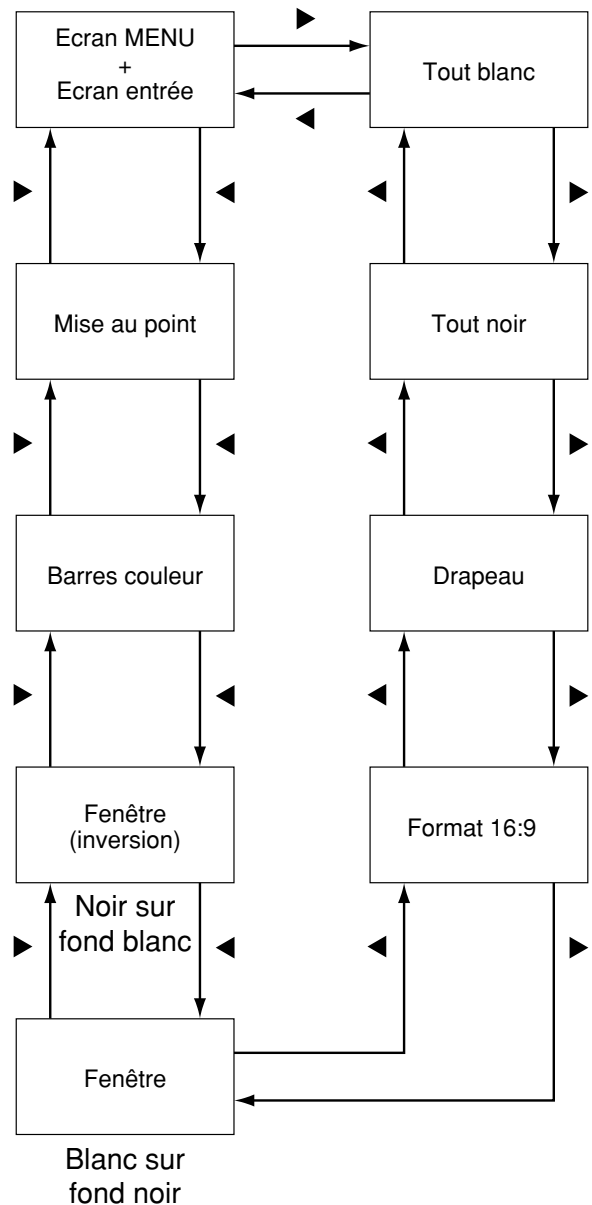 Ecran MENU
+
Ecran entrée
Tout blanc
Mise au point
Tout noir
Barres couleur
Drapeau
Fenêtre
(inversion)
Format 16:9
Noir sur
fond blanc
Fenêtre
Blanc sur
fond noir